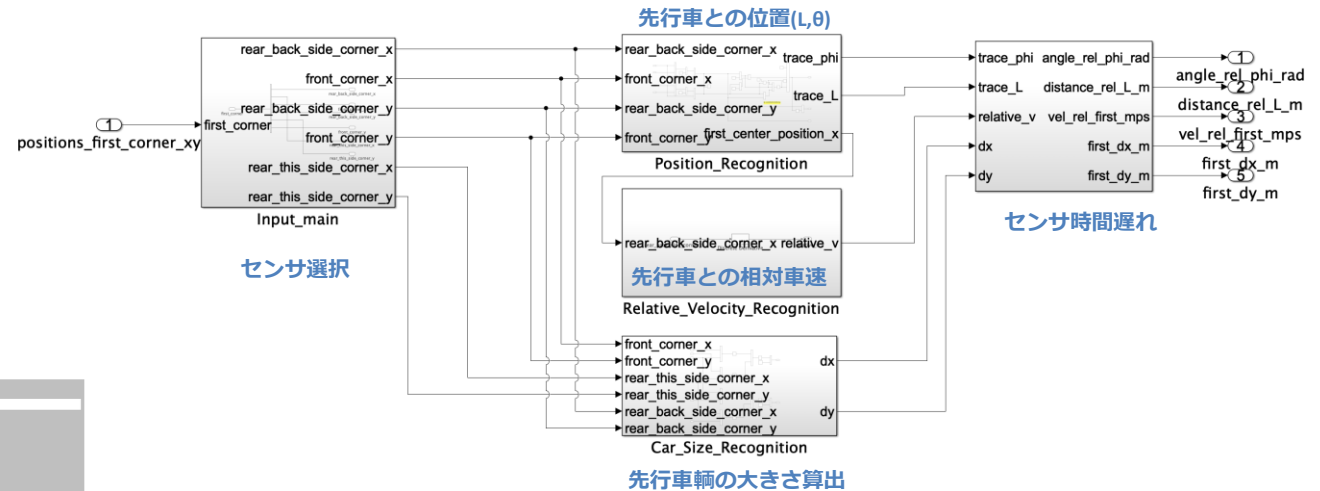 先行車との位置(L,θ)
positions_first_corner_xy
1
first_corner
rear_back_side_corner_x
front_corner_x
rear_back_side_corner_y
front_corner_y
rear_this_side_corner_x
rear_this_side_corner_y
Input_main
センサ選択
rear_back_side_corner_x
front_corner_x
rear_back_side_corner_y
front_corner_y
trace_phi
trace_L
first_center_position_x
Position_Recognition
rear_back_side_corner_x
relative_v
先行車との相対車速
Relative_Velocity_Recognition
front_corner_x
front_corner_y
rear_this_side_corner_x
rear_this_side_corner_y
rear_back_side_corner_x
rear_back_side_corner_y
dx
dy
Car_Size_Recognition
先行車輌の大きさ算出
trace_phi
trace_L
relative_v
dx
dy
angle_rel_phi_rad
distance_rel_L_m
vel_rel_first_mps
first_dx_m
first_dy_m
センサ時間遅れ
1
angle_rel_phi_rad
2
distance_rel_L_m
3
vel_rel_first_mps
4
first_dx_m
5
first_dy_m